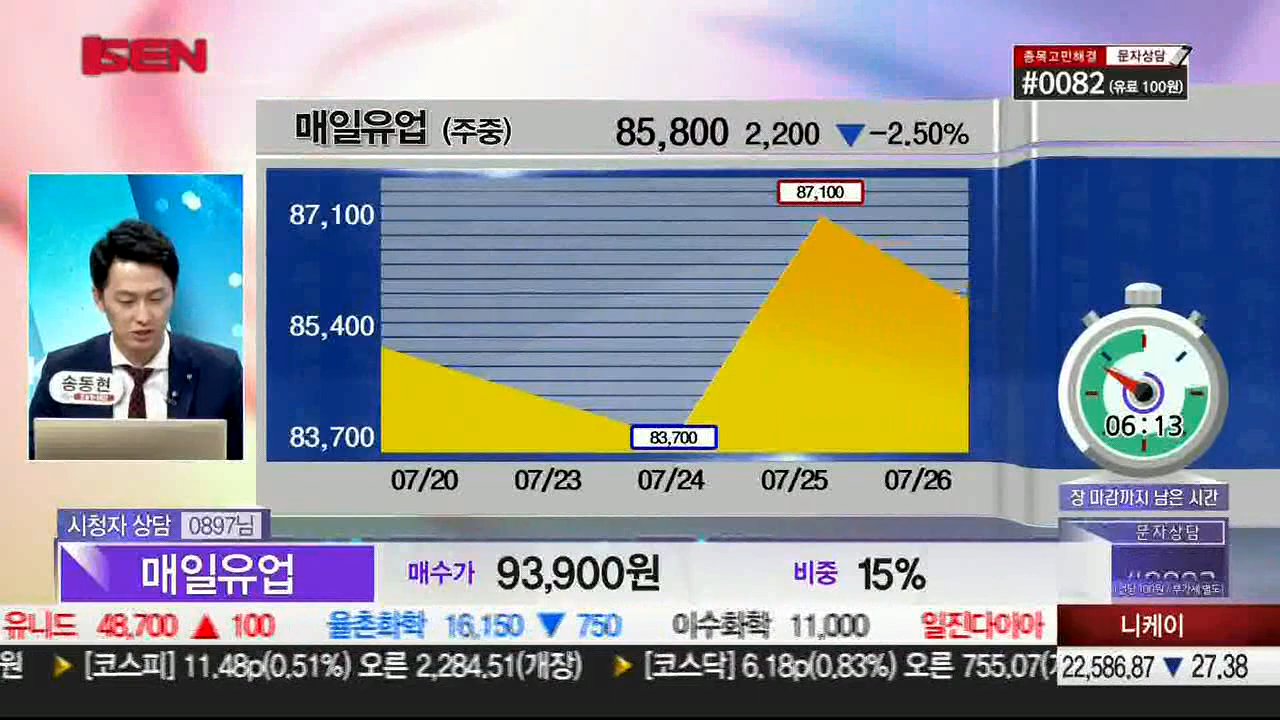 SEN
종목고민해결 문자상담
#0082 (유료 100원)
매일유업 (주중) 85,800 2,200 ▼-2.50%
87,100
87,100
85,400
83,700
83,700
07/20 07/23 07/24 07/25 07/26
송동현
06:13
장 마감까지 남은 시간
문자상담
시청자 상담 0897님
매일유업 매수가 93,900원 비중 15%
유니드 48,700 ▲ 100 율촌화학 16,150 ▼ 750 이수화학 11,000 일진다이아
니케이
원 [코스피] 11.48p(0.51%) 오른 2,284.51(개장) [코스닥] 6.18p(0.83%) 오른 755.07(
22,586.87 ▼ 27.38